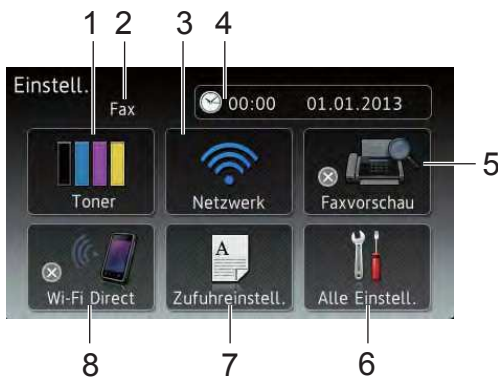 1 2 3 4
Einstell.
Fax
00:00 01.01.2013
Toner
Netzwerk
Faxvorschau
5
Wi-Fi Direct
A
Zufuhreinstell.
Alle Einstell.
8 7 6